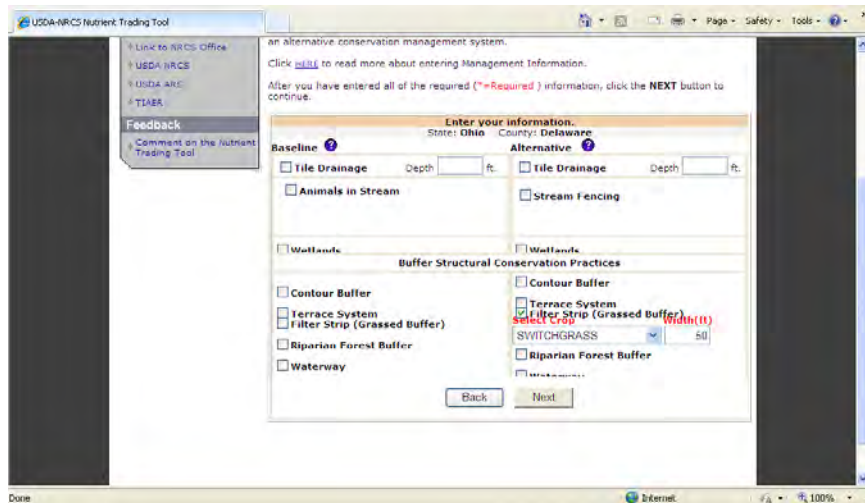 USDA-NRCS Nutrient Trading Tool
Page Safety Tools
Link to NRCS Office
USDA NRCS
USDA ARS
TIAER
Feedback
Comment on the Nutrient
Trading Tool
an alternative conservation management system.
Click HERE to read more about entering Management Information.
After you have entered all of the required (*=Required ) information, click the NEXT button to
continue.
Enter your information.
State: Ohio County: Delaware
Baseline ? Alternative ?
Tile Drainage Depth ft. Tile Drainage Depth ft.
Animals in Stream Stream Fencing
Wetlands Wetlands
Buffer Structural Conservation Practices
Contour Buffer
Terrace System
Filter Strip (Grassed Buffer)
Riparian Forest Buffer
Waterway
Contour Buffer
Terrace System
Filter Strip (Grassed Buffer)
Select Crop Width(ft)
SWITCHGRASS 50
Riparian Forest Buffer
Waterway
Back Next
Done Internet 100%